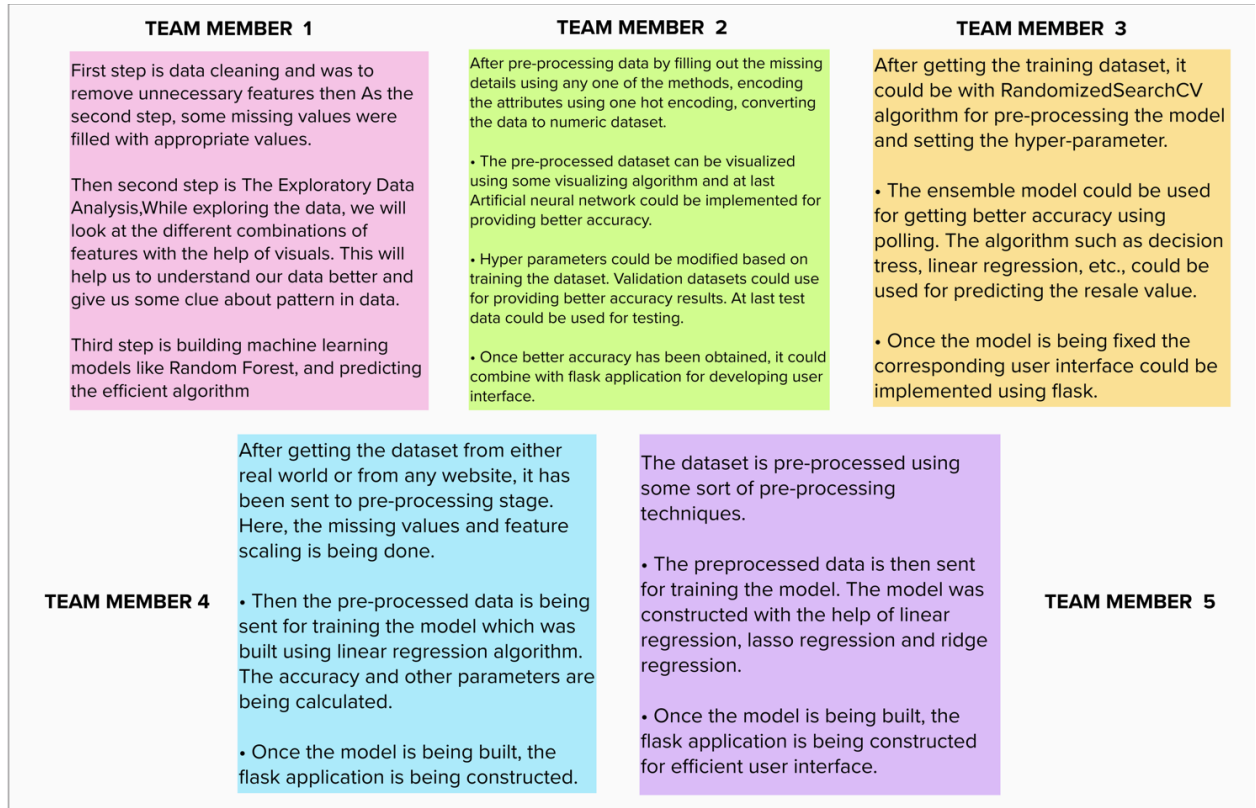 TEAM MEMBER 1
First step is data cleaning and was to
remove unnecessary features then As the
second step, some missing values were
filled with appropriate values.
Then second step is The Exploratory Data
Analysis,While exploring the data, we will
look at the different combinations of
features with the help of visuals. This will
help us to understand our data better and
give us some clue about pattern in data.
Third step is building machine learning
models like Random Forest, and predicting
the efficient algorithm
TEAM MEMBER 2
After pre-processing data by filling out the missing
details using any one of the methods, encoding
the attributes using one hot encoding, converting
the data to numeric dataset.
• The pre-processed dataset can be visualized
using some visualizing algorithm and at last
Artificial neural network could be implemented for
providing better accuracy.
• Hyper parameters could be modified based on
training the dataset. Validation datasets could use
for providing better accuracy results. At last test
data could be used for testing.
• Once better accuracy has been obtained, it could
combine with flask application for developing user
interface.
TEAM MEMBER 3
After getting the training dataset, it
could be with RandomizedSearchCV
algorithm for pre-processing the model
and setting the hyper-parameter.
• The ensemble model could be used
for getting better accuracy using
polling. The algorithm such as decision
tress, linear regression, etc., could be
used for predicting the resale value.
• Once the model is being fixed the
corresponding user interface could be
implemented using flask.
TEAM MEMBER 4
After getting the dataset from either
real world or from any website, it has
been sent to pre-processing stage.
Here, the missing values and feature
scaling is being done.
• Then the pre-processed data is being
sent for training the model which was
built using linear regression algorithm.
The accuracy and other parameters are
being calculated.
• Once the model is being built, the
flask application is being constructed.
TEAM MEMBER 5
The dataset is pre-processed using
some sort of pre-processing
techniques.
• The preprocessed data is then sent
for training the model. The model was
constructed with the help of linear
regression, lasso regression and ridge
regression.
• Once the model is being built, the
flask application is being constructed
for efficient user interface.